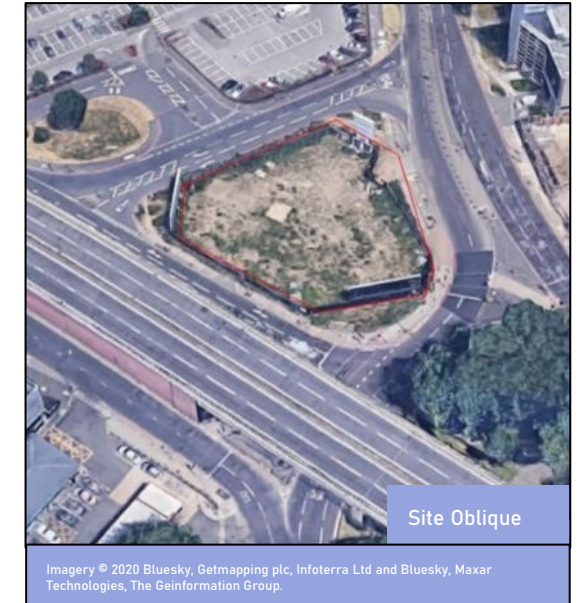 Site Oblique
Imagery © 2020 Bluesky, Getmapping plc, Infoterra Ltd and Bluesky, Maxar
Technologies, The Geinformation Group.